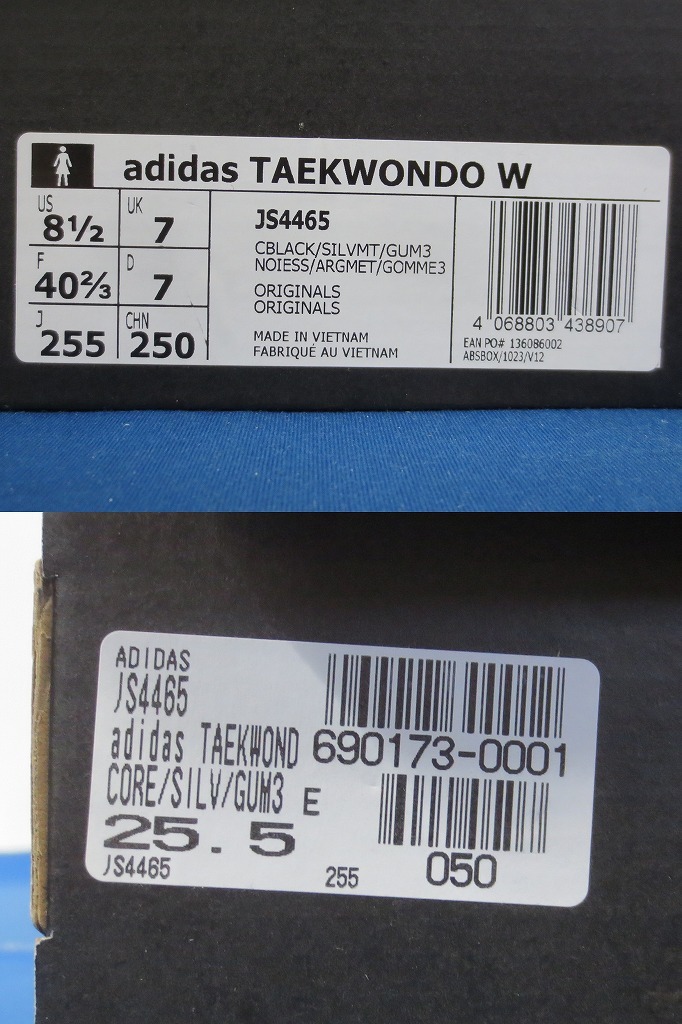 adidas TAEKWONDO W
US 8½ UK 7
F 40⅔ D 7
J 255 CHN 250
JS4465
CBLACK/SILVMT/GUM3
NOIESS/ARGMET/GOMME3
ORIGINALS
ORIGINALS
MADE IN VIETNAM
FABRIQUÉ AU VIETNAM
4 068803 438907
EAN PO# 136086002
ABSBOX/1023/V12
ADIDAS
JS4465
adidas TAEKWOND 690173-0001
CORE/SILV/GUM3 E
25.5
JS4465 255 050